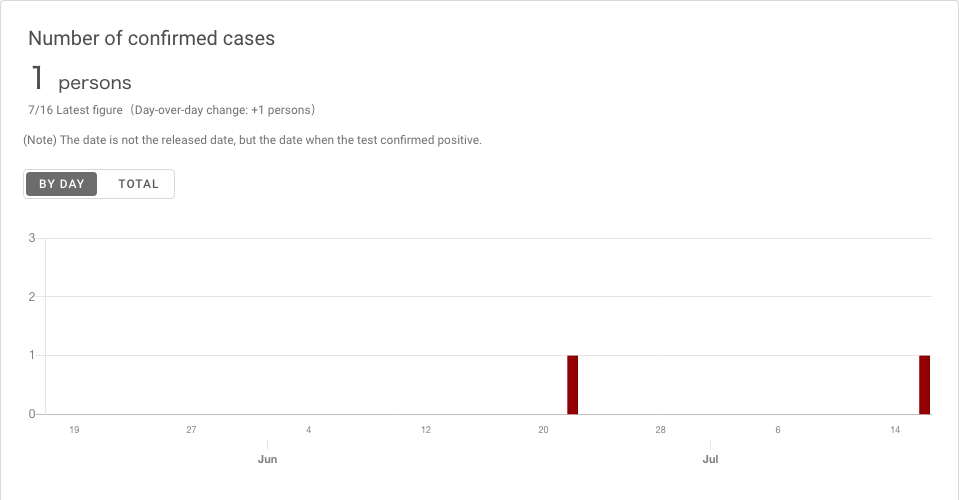 Number of confirmed cases
1 persons
7/16 Latest figure（Day-over-day change: +1 persons）
(Note) The date is not the released date, but the date when the test confirmed positive.
BY DAY TOTAL
3
2
1
0
19 27 4 12 20 28 6 14
Jun Jul